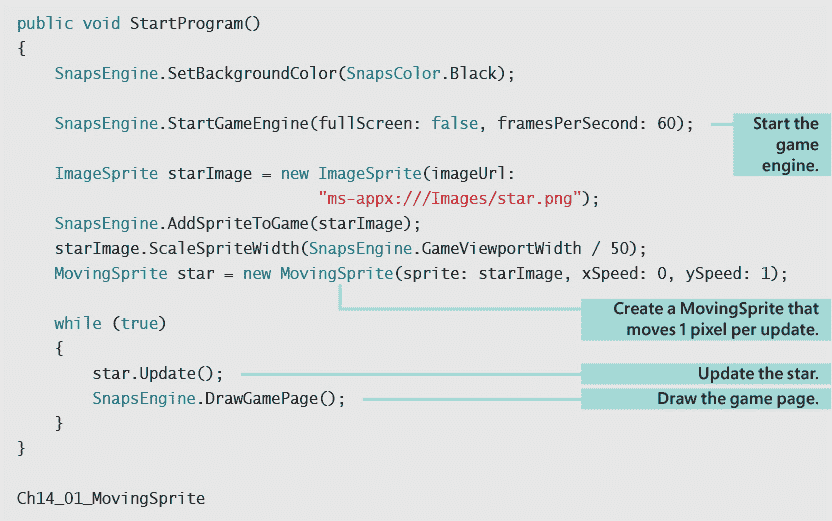 public void StartProgram()
{
SnapsEngine.SetBackgroundColor(SnapsColor.Black);
SnapsEngine.StartGameEngine(fullScreen: false, framesPerSecond: 60);
Start the
game
engine.
ImageSprite starImage = new ImageSprite(imageUrl:
"ms-appx:///Images/star.png");
SnapsEngine.AddSpriteToGame(starImage);
starImage.ScaleSpriteWidth(SnapsEngine.GameViewportWidth / 50);
MovingSprite star = new MovingSprite(sprite: starImage, xSpeed: 0, ySpeed: 1);
Create a MovingSprite that
moves 1 pixel per update.
while (true)
{
star.Update();
Update the star.
SnapsEngine.DrawGamePage();
Draw the game page.
}
}
Ch14_01_MovingSprite